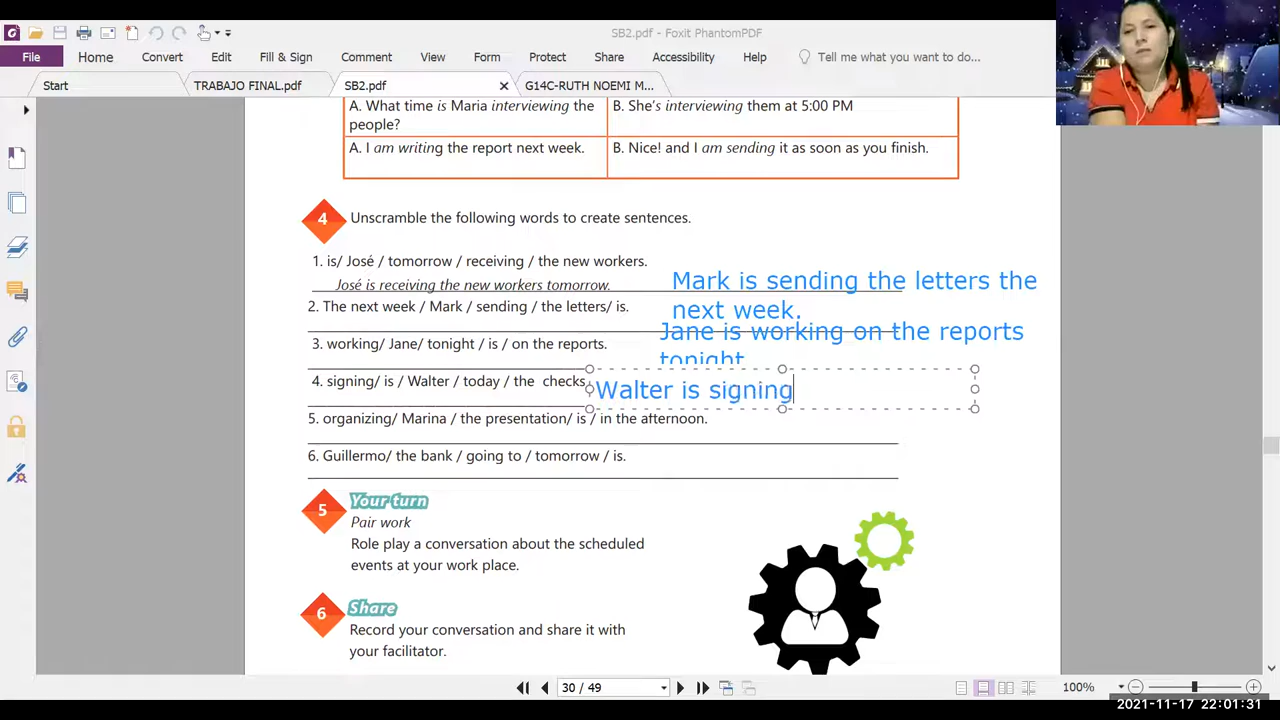 SB2.pdf - Foxit PhantomPDF
File Home Convert Edit Fill & Sign Comment View Form Protect Share Accessibility Help Tell me what you want to do...
Start TRABAJO FINAL.pdf SB2.pdf G14C-RUTH NOEMI M...
A. What time is Maria interviewing the people?
B. She's interviewing them at 5:00 PM
A. I am writing the report next week.
B. Nice! and I am sending it as soon as you finish.
4 Unscramble the following words to create sentences.
1. is/ José / tomorrow / receiving / the new workers.
José is receiving the new workers tomorrow.
Mark is sending the letters the
next week.
2. The next week / Mark / sending / the letters/ is.
Jane is working on the reports
tonight
3. working/ Jane/ tonight / is / on the reports.
4. signing/ is / Walter / today / the checks.
Walter is signing
5. organizing/ Marina / the presentation/ is / in the afternoon.
6. Guillermo/ the bank / going to / tomorrow / is.
5 Your turn
Pair work
Role play a conversation about the scheduled
events at your work place.
6 Share
Record your conversation and share it with
your facilitator.
30 / 49
100%
2021-11-17 22:01:31